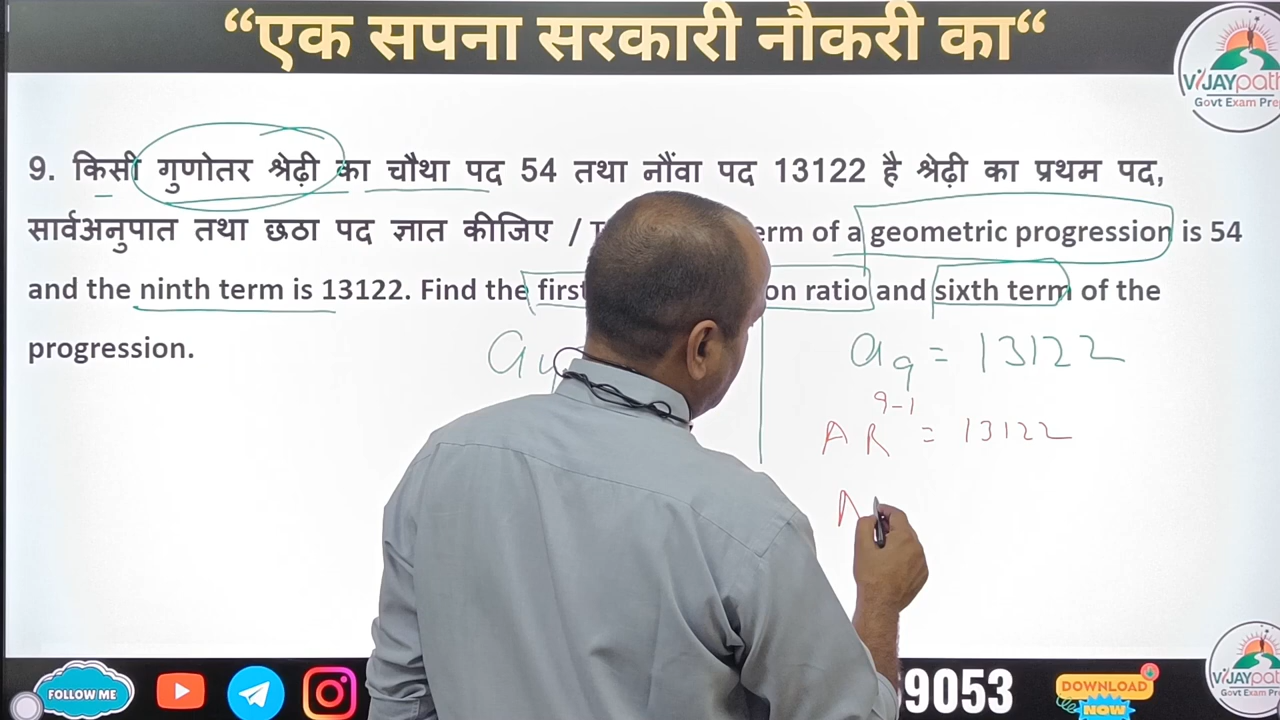 “एक सपना सरकारी नौकरी का“
VIJAYpath
Govt Exam Prep
9. किसी गुणोतर श्रेढ़ी का चौथा पद 54 तथा नौंवा पद 13122 है श्रेढ़ी का प्रथम पद,
सार्वअनुपात तथा छठा पद ज्ञात कीजिए / erm of a geometric progression is 54
and the ninth term is 13122. Find the first on ratio and sixth term of the
progression.
a4 a9 = 13122
A R^9-1 = 13122
A
FOLLOW ME
9053
DOWNLOAD
NOW
VIJAYpath
Govt Exam Prep